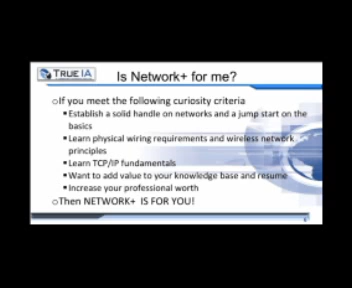 TRUE IA
Is Network+ for me?
If you meet the following curiosity criteria
Establish a solid handle on networks and a jump start on the
basics
Learn physical wiring requirements and wireless network
principles
Learn TCP/IP fundamentals
Want to add value to your knowledge base and resume
Increase your professional worth
Then NETWORK+ IS FOR YOU!